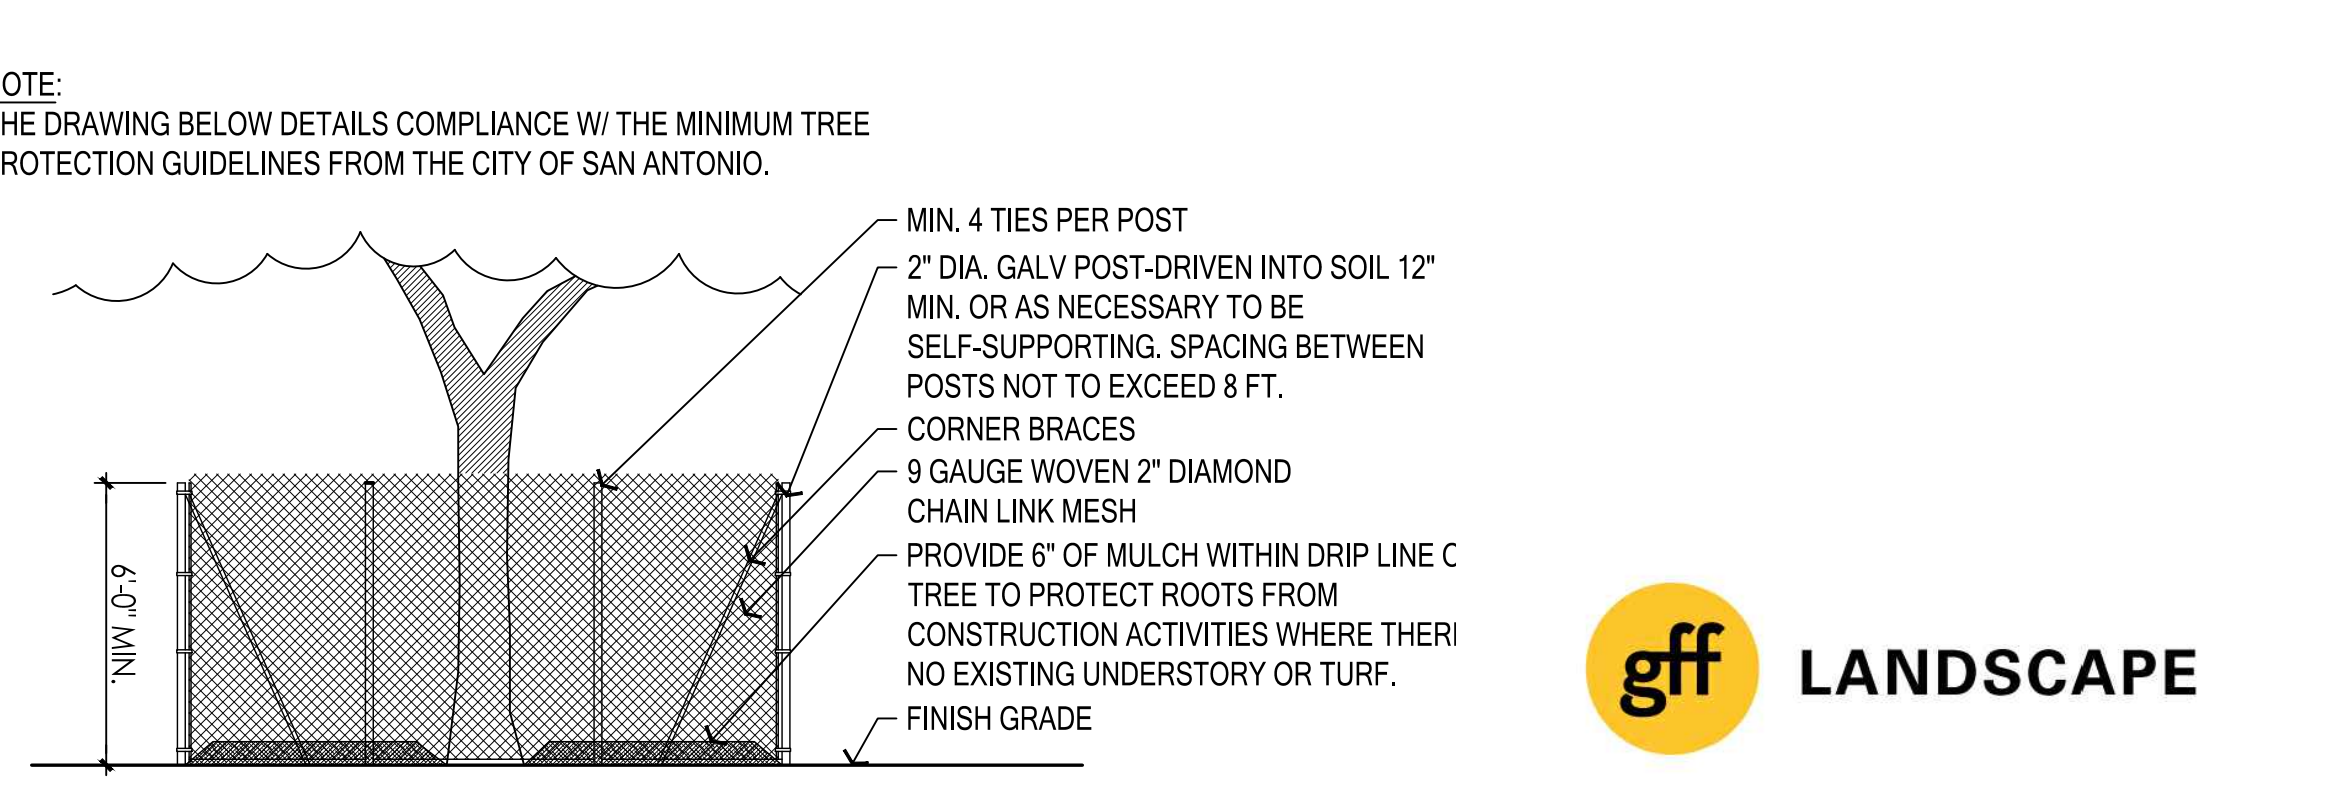 OTE:
HE DRAWING BELOW DETAILS COMPLIANCE W/ THE MINIMUM TREE
ROTECTION GUIDELINES FROM THE CITY OF SAN ANTONIO.
MIN. 4 TIES PER POST
2" DIA. GALV POST-DRIVEN INTO SOIL 12"
MIN. OR AS NECESSARY TO BE
SELF-SUPPORTING. SPACING BETWEEN
POSTS NOT TO EXCEED 8 FT.
CORNER BRACES
9 GAUGE WOVEN 2" DIAMOND
CHAIN LINK MESH
PROVIDE 6" OF MULCH WITHIN DRIP LINE
TREE TO PROTECT ROOTS FROM
CONSTRUCTION ACTIVITIES WHERE
NO EXISTING UNDERSTORY OR TURF.
FINISH GRADE
6'-0" MIN.
gff LANDSCAPE